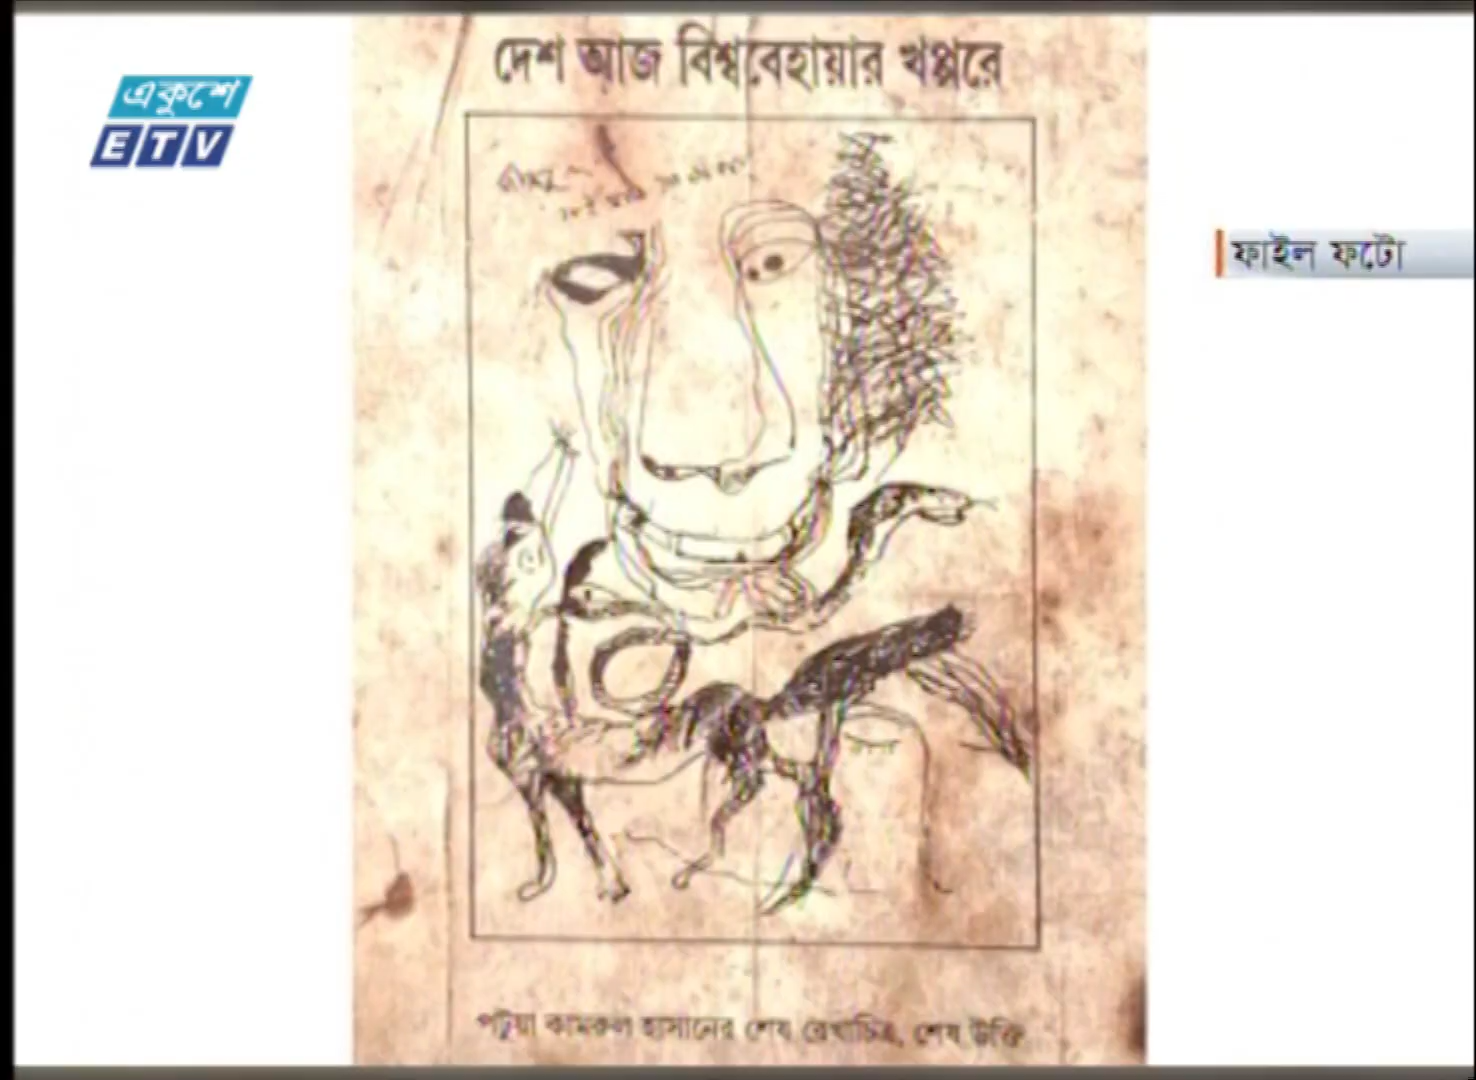 দেশ আজ বিশ্ববেহায়ার খপ্পরে
একুশে
ETV
ফাইল ফটো
পটুয়া কামরুল হাসানের শেষ রেখাচিত্র, শেষ উক্তি